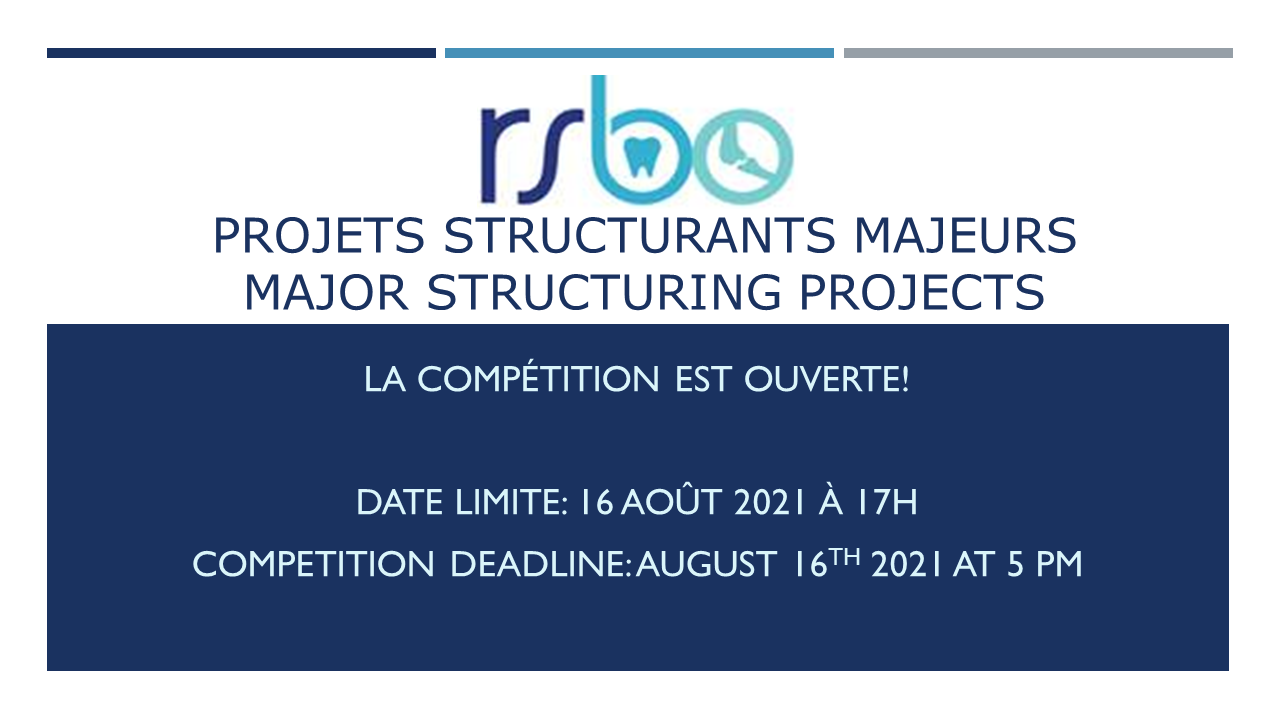 rsbo
PROJETS STRUCTURANTS MAJEURS
MAJOR STRUCTURING PROJECTS
LA COMPÉTITION EST OUVERTE!
DATE LIMITE: 16 AOÛT 2021 À 17H
COMPETITION DEADLINE: AUGUST 16TH 2021 AT 5 PM